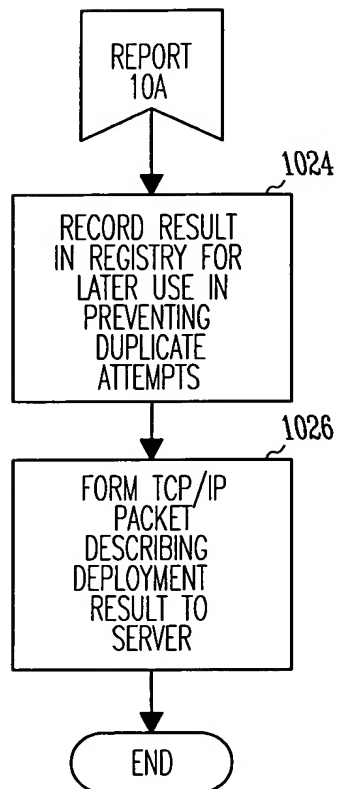 REPORT
10A
1024
RECORD RESULT
IN REGISTRY FOR
LATER USE IN
PREVENTING
DUPLICATE
ATTEMPTS
1026
FORM TCP/IP
PACKET
DESCRIBING
DEPLOYMENT
RESULT TO
SERVER
END